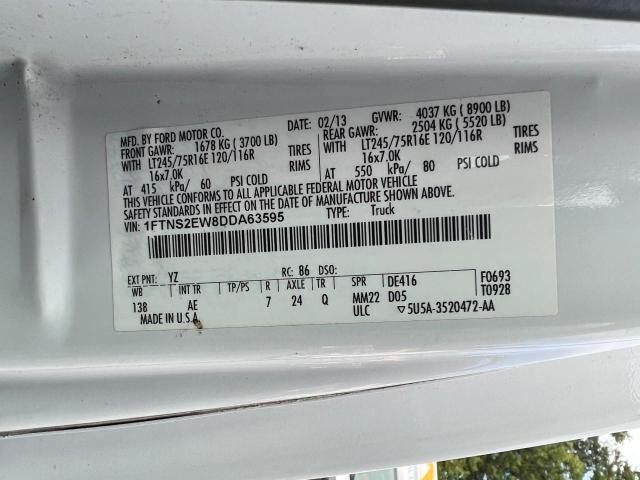 MFD. BY FORD MOTOR CO. DATE: 02/13 GVWR: 4037 KG ( 8900 LB)
FRONT GAWR: 1678 KG ( 3700 LB) REAR GAWR: 2504 KG ( 5520 LB)
WITH LT245/75R16E 120/116R TIRES WITH LT245/75R16E 120/116R TIRES
16x7.0K RIMS 16x7.0K RIMS
AT 415 kPa/ 60 PSI COLD AT 550 kPa/ 80 PSI COLD
THIS VEHICLE CONFORMS TO ALL APPLICABLE FEDERAL MOTOR VEHICLE
SAFETY STANDARDS IN EFFECT ON THE DATE OF MANUFACTURE SHOWN ABOVE.
VIN: 1FTNS2EW8DDA63595 TYPE: Truck
EXT PNT: YZ RC: 86 DSO:
WB INT TR TP/PS R AXLE TR SPR DE416 F0693
138 AE 7 24 Q MM22 D05 T0928
MADE IN U.S.A. ULC ▽5U5A-3520472-AA